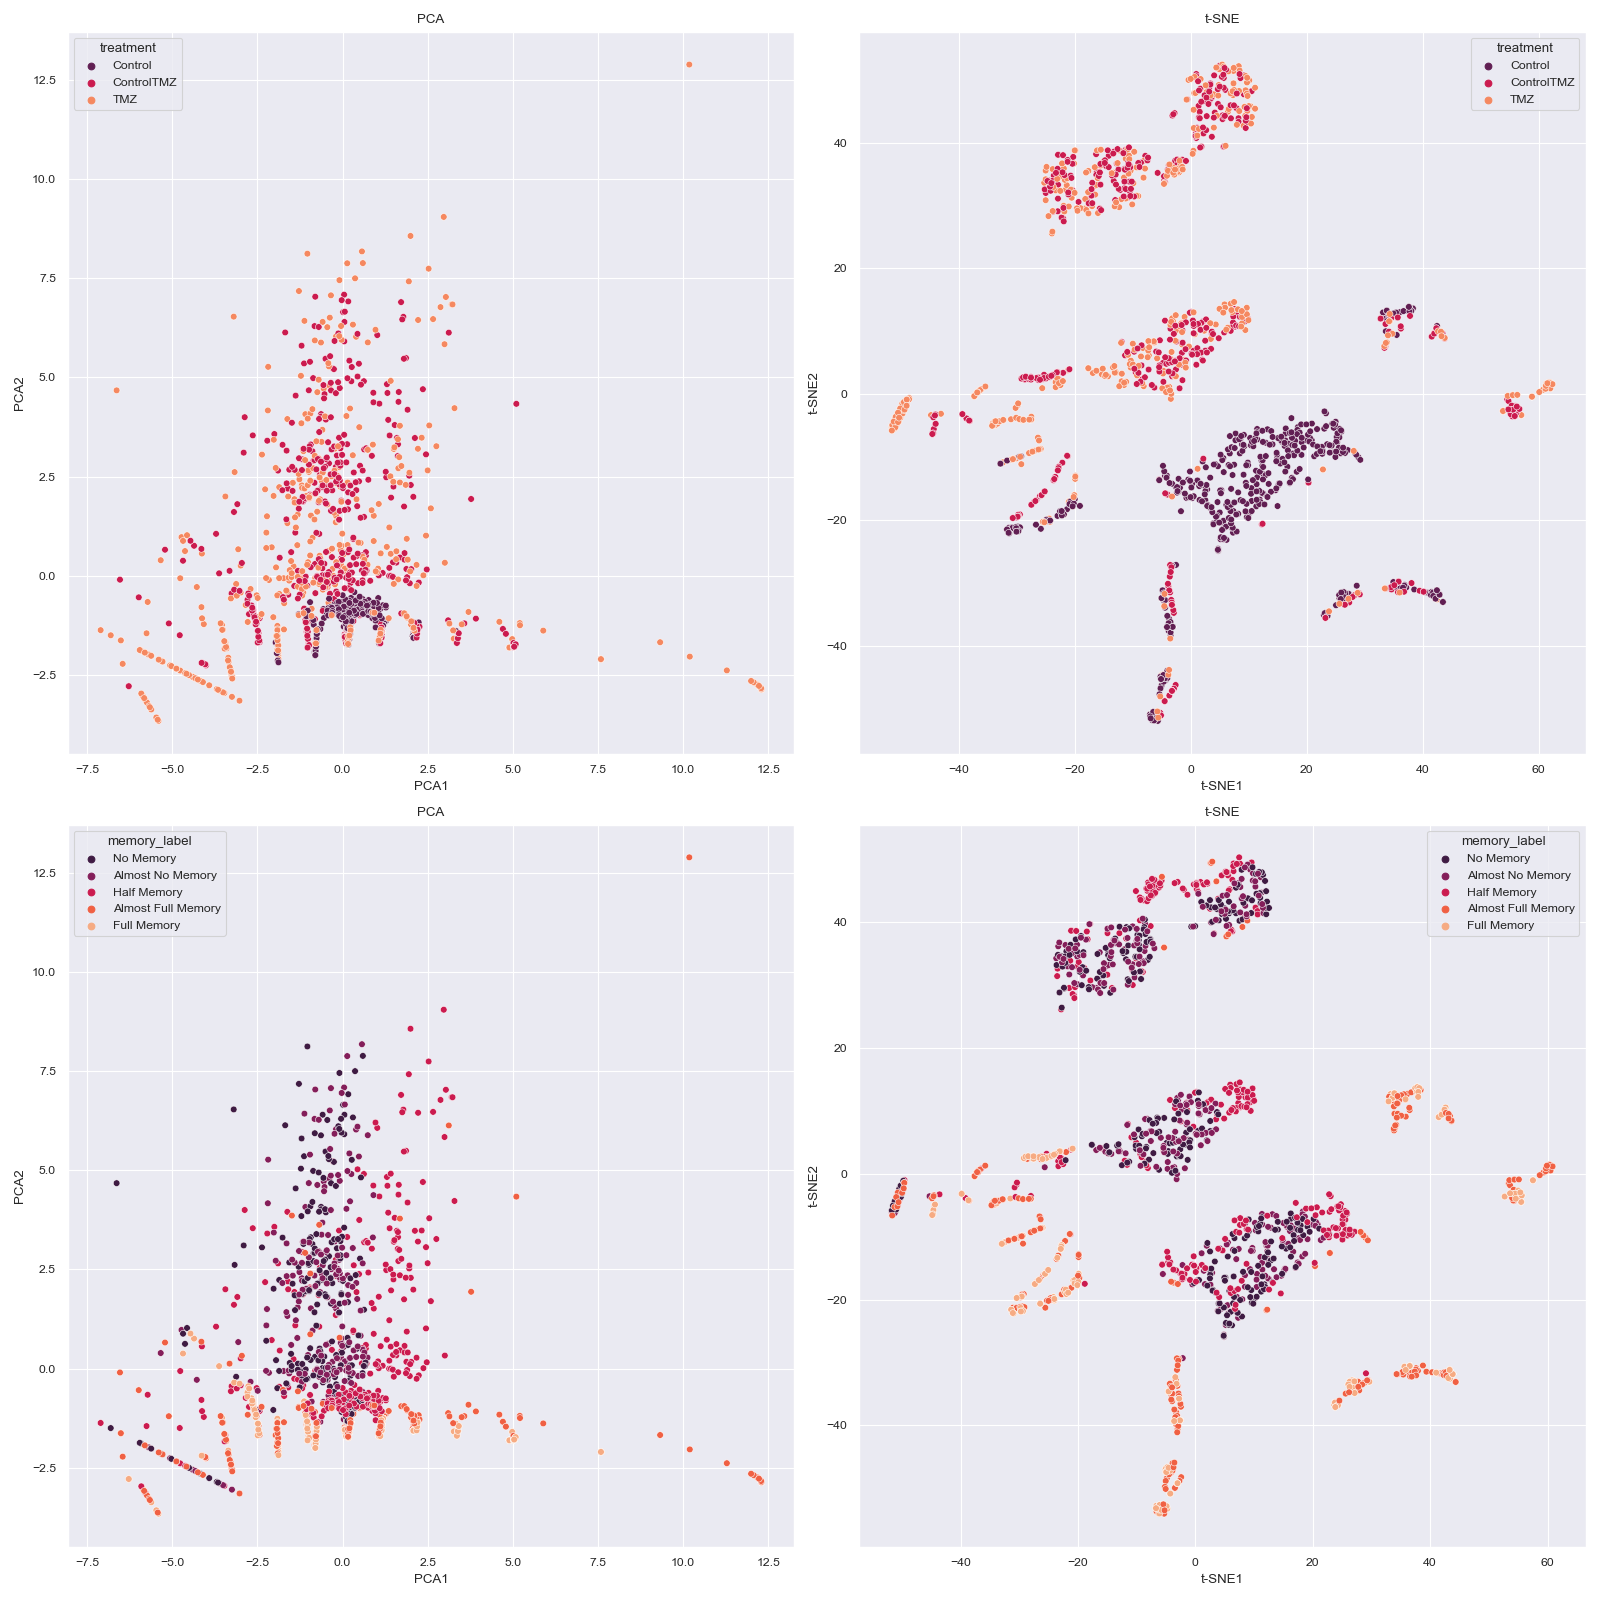 PCA
treatment
Control
ControlTMZ
TMZ
12.5
10.0
7.5
5.0
2.5
0.0
−2.5
PCA2
−7.5 −5.0 −2.5 0.0 2.5 5.0 7.5 10.0 12.5
PCA1
t-SNE
treatment
Control
ControlTMZ
TMZ
40
20
0
−20
−40
t-SNE2
−40 −20 0 20 40 60
t-SNE1
PCA
memory_label
No Memory
Almost No Memory
Half Memory
Almost Full Memory
Full Memory
12.5
10.0
7.5
5.0
2.5
0.0
−2.5
PCA2
−7.5 −5.0 −2.5 0.0 2.5 5.0 7.5 10.0 12.5
PCA1
t-SNE
memory_label
No Memory
Almost No Memory
Half Memory
Almost Full Memory
Full Memory
40
20
0
−20
−40
t-SNE2
−40 −20 0 20 40 60
t-SNE1